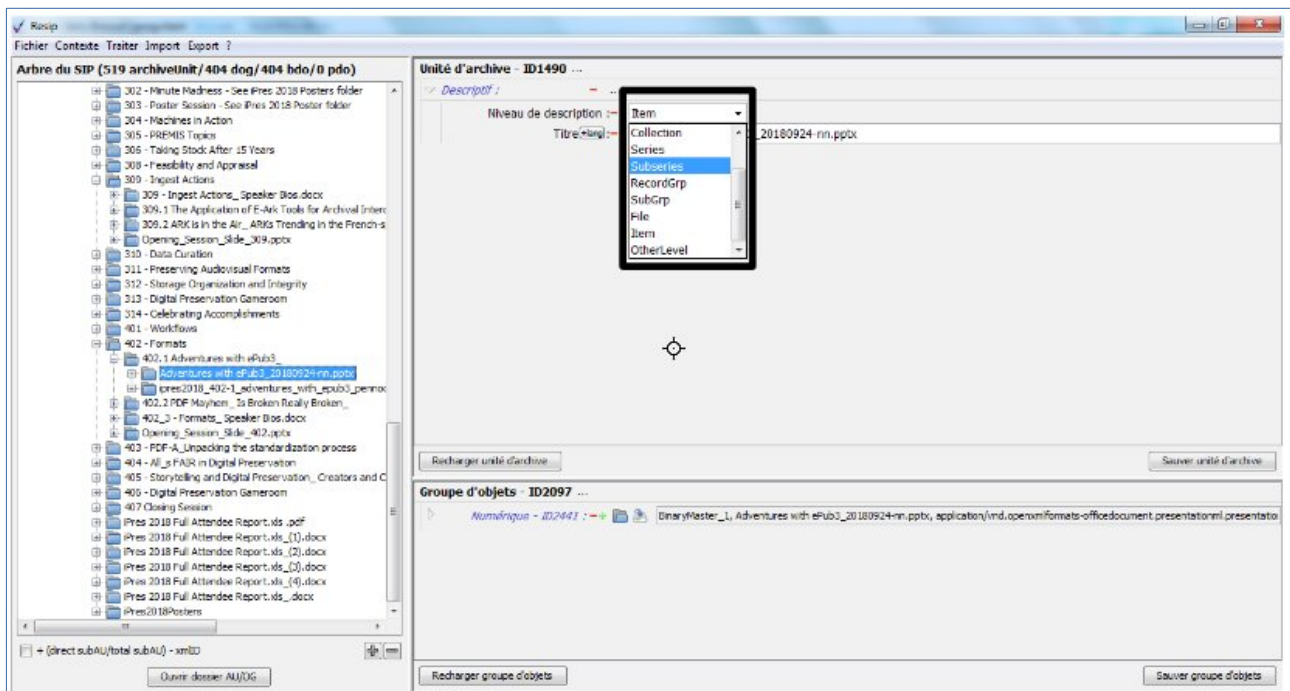 Resip
Fichier Contexte Traiter Import Export ?
Arbre du SIP (519 archiveUnit/404 dog/404 bdo/0 pdo)
302 - Minute Madness - See iPres 2018 Posters folder
303 - Poster Session - See iPres 2018 Poster folder
304 - Machines in Action
305 - PREMIS Topics
306 - Taking Stock After 15 Years
308 - Feasibility and Appraisal
309 - Ingest Actions
309 - Ingest Actions_ Speaker Bios.docx
309.1 The Application of E-Ark Tools for Archival Interc
309.2 ARK is in the Air_ ARKs Trending in the French-s
Opening_Session_Slide_309.pptx
310 - Data Curation
311 - Preserving Audiovisual Formats
312 - Storage Organization and Integrity
313 - Digital Preservation Gameroom
314 - Celebrating Accomplishments
401 - Workflows
402 - Formats
402.1 Adventures with ePub3_
Adventures with ePub3_20180924-nn.pptx
ipres2018_402-1_adventures_with_epub3_pennoc
402.2 PDF Mayhem_ Is Broken Really Broken_
402_3 - Formats_ Speaker Bios.docx
Opening_Session_Slide_402.pptx
403 - PDF-A_Unpacking the standardization process
404 - All_s FAIR in Digital Preservation
405 - Storytelling and Digital Preservation_ Creators and C
406 - Digital Preservation Gameroom
407 Closing Session
iPres 2018 Full Attendee Report.xls .pdf
iPres 2018 Full Attendee Report.xls_(1).docx
iPres 2018 Full Attendee Report.xls_(2).docx
iPres 2018 Full Attendee Report.xls_(3).docx
iPres 2018 Full Attendee Report.xls_(4).docx
iPres 2018 Full Attendee Report.xls_.docx
iPres2018Posters
+ (direct subAU/total subAU) - xmlID
Ouvrir dossier AU/OG
Unité d'archive - ID1490 ...
Descriptif : - ...
Niveau de description :- Item
Titre +lang :- 3_20180924-nn.pptx
Collection
Series
Subseries
RecordGrp
SubGrp
File
Item
OtherLevel
Recharger unité d'archive
Sauver unité d'archive
Groupe d'objets - ID2097 ...
Numérique - ID2441 :-+ BinaryMaster_1, Adventures with ePub3_20180924-nn.pptx, application/vnd.openxmlformats-officedocument.presentationml.presentatio
Recharger groupe d'objets
Sauver groupe d'objets